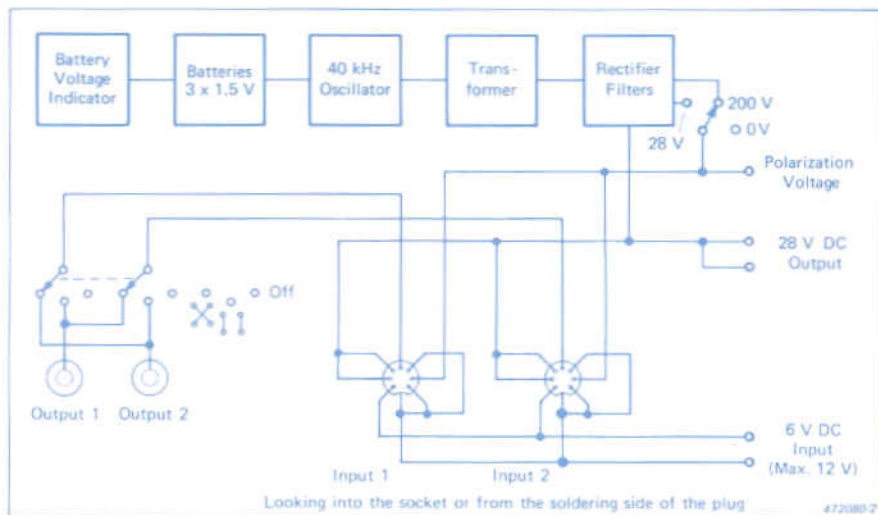 Battery
Voltage
Indicator
Batteries
3 x 1.5 V
40 kHz
Oscillator
Trans-
former
Rectifier
Filters
200 V
0 V
28 V
Polarization
Voltage
28 V DC
Output
Off
Output 1
Output 2
6 V DC
Input
(Max. 12 V)
Input 1
Input 2
Looking into the socket or from the soldering side of the plug
472080/2